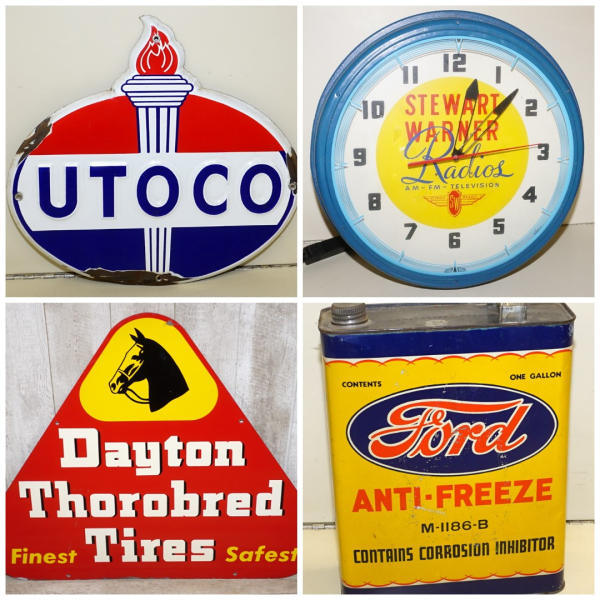 UTOCO
12
1
2
3
4
5
6
7
8
9
10
11
STEWART
WARNER
Radios
AM-FM-TELEVISION
SW
Dayton
Thorobred
Tires
Finest Safest
CONTENTS ONE GALLON
Ford
ANTI-FREEZE
M-1186-B
CONTAINS CORROSION INHIBITOR